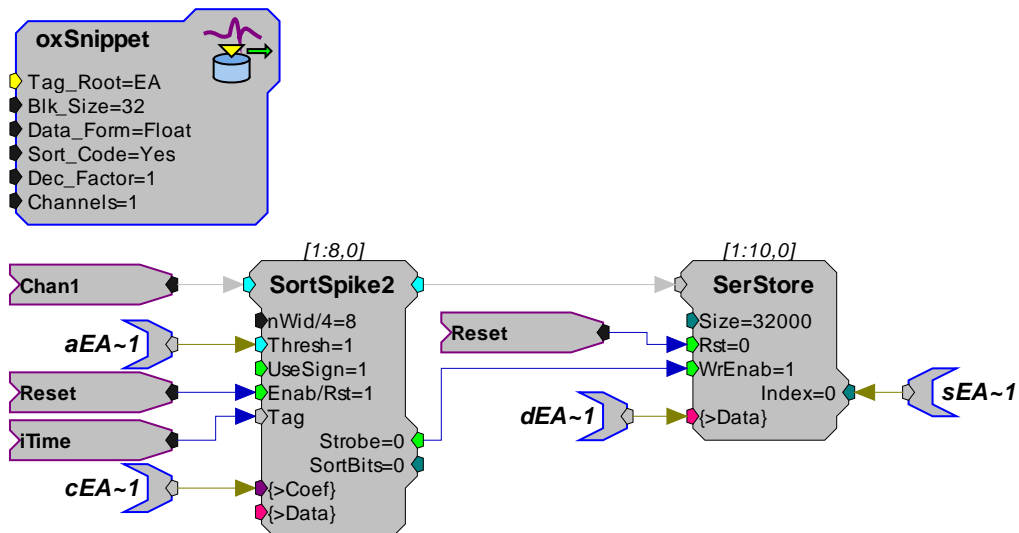 oxSnippet
Tag_Root=EA
Blk_Size=32
Data_Form=Float
Sort_Code=Yes
Dec_Factor=1
Channels=1
[1:8,0]
[1:10,0]
Chan1
SortSpike2
SerStore
nWid/4=8
Size=32000
Reset
aEA~1
Thresh=1
Rst=0
UseSign=1
WrEnab=1
Reset
Enab/Rst=1
Index=0
sEA~1
iTime
Tag
dEA~1
{>Data}
Strobe=0
SortBits=0
cEA~1
{>Coef}
{>Data}